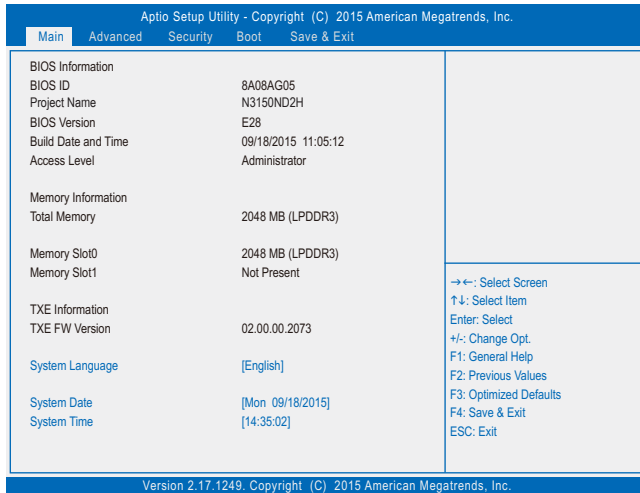 Aptio Setup Utility - Copyright (C) 2015 American Megatrends, Inc.
Main Advanced Security Boot Save & Exit
BIOS Information
BIOS ID 8A08AG05
Project Name N3150ND2H
BIOS Version E28
Build Date and Time 09/18/2015 11:05:12
Access Level Administrator
Memory Information
Total Memory 2048 MB (LPDDR3)
Memory Slot0 2048 MB (LPDDR3)
Memory Slot1 Not Present
TXE Information
TXE FW Version 02.00.00.2073
System Language [English]
System Date [Mon 09/18/2015]
System Time [14:35:02]
→←: Select Screen
↑↓: Select Item
Enter: Select
+/-: Change Opt.
F1: General Help
F2: Previous Values
F3: Optimized Defaults
F4: Save & Exit
ESC: Exit
Version 2.17.1249. Copyright (C) 2015 American Megatrends, Inc.